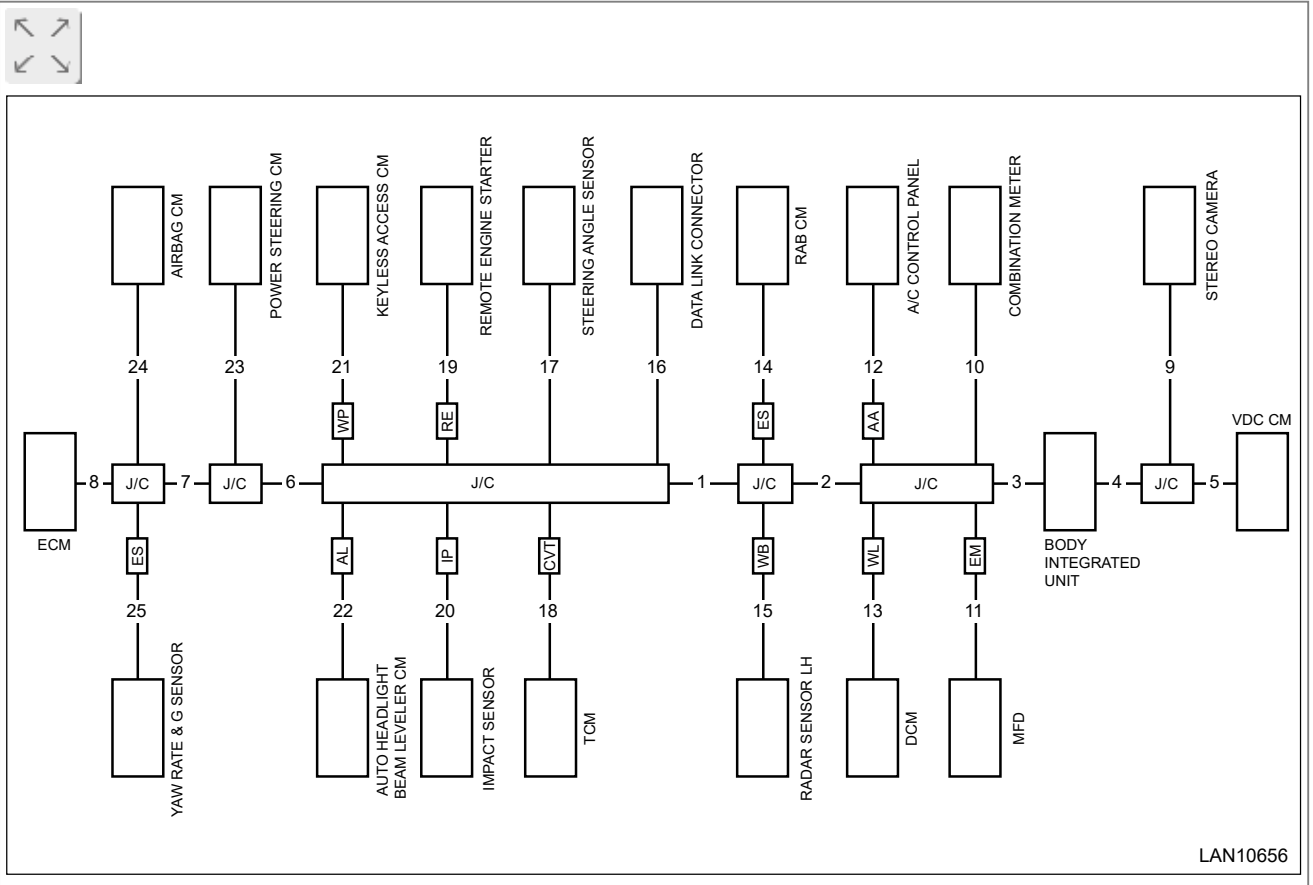 AIRBAG CM
POWER STEERING CM
KEYLESS ACCESS CM
REMOTE ENGINE STARTER
STEERING ANGLE SENSOR
DATA LINK CONNECTOR
RAB CM
A/C CONTROL PANEL
COMBINATION METER
STEREO CAMERA
24
23
21
19
17
16
14
12
10
9
WP
RE
ES
AA
VDC CM
8
J/C
7
J/C
6
J/C
1
J/C
2
J/C
3
4
J/C
5
ECM
ES
AL
IP
CVT
WB
WL
EM
BODY
INTEGRATED
UNIT
25
22
20
18
15
13
11
YAW RATE & G SENSOR
AUTO HEADLIGHT
BEAM LEVELER CM
IMPACT SENSOR
TCM
RADAR SENSOR LH
DCM
MFD
LAN10656